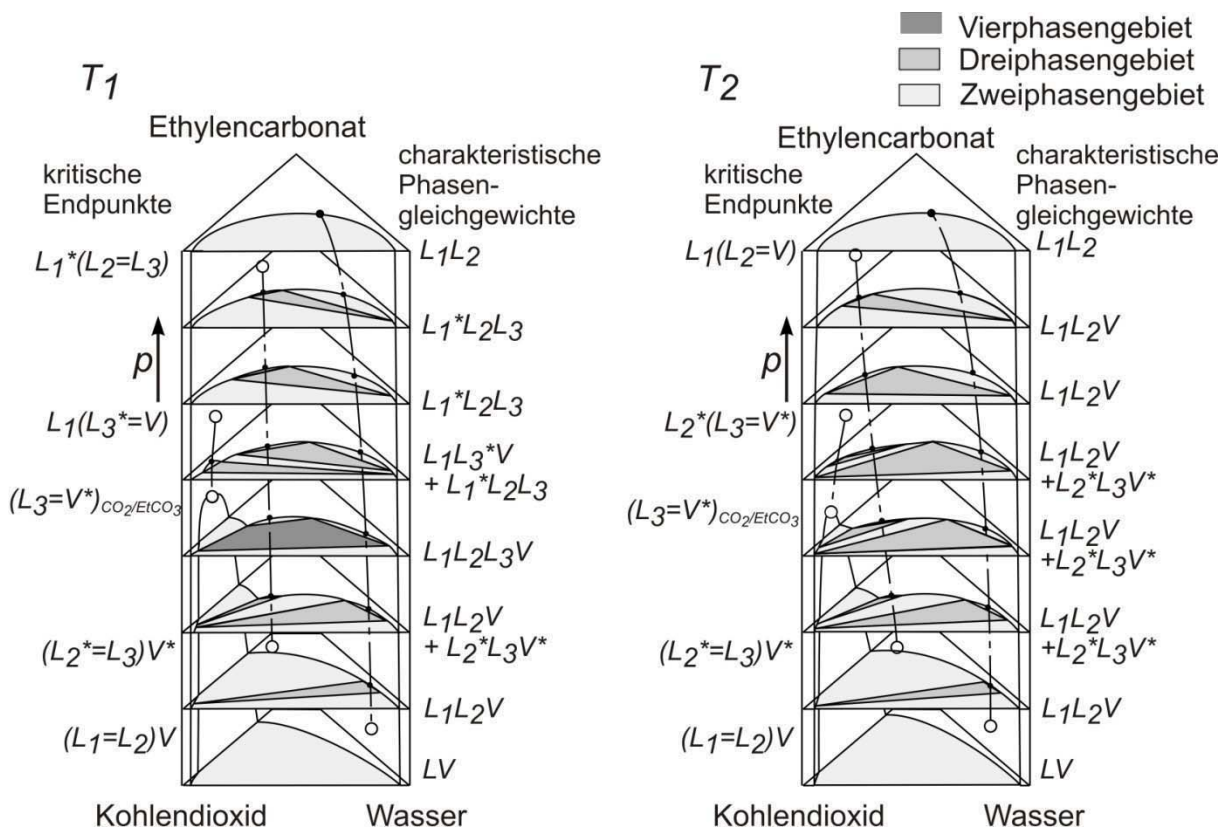 Vierphasengebiet
Dreiphasengebiet
Zweiphasengebiet
T1
Ethylencarbonat
kritische
Endpunkte
charakteristische
Phasen-
gleichgewichte
L1*(L2=L3)
L1(L3*=V)
(L3=V*)CO2/EtCO3
(L2*=L3)V*
(L1=L2)V
p
L1L2
L1*L2L3
L1*L2L3
L1L3*V
+ L1*L2L3
L1L2L3V
L1L2V
+ L2*L3V*
L1L2V
LV
Kohlendioxid
Wasser
T2
Ethylencarbonat
kritische
Endpunkte
charakteristische
Phasen-
gleichgewichte
L1(L2=V)
L2*(L3=V*)
(L3=V*)CO2/EtCO3
(L2*=L3)V*
(L1=L2)V
p
L1L2
L1L2V
L1L2V
L1L2V
+L2*L3V*
L1L2V
+L2*L3V*
L1L2V
+L2*L3V*
L1L2V
LV
Kohlendioxid
Wasser